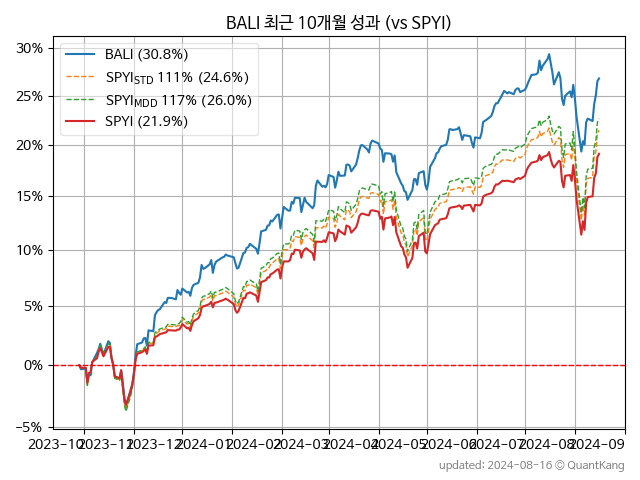 BALI 최근 10개월 성과 (vs SPYI)
BALI (30.8%)
SPYI_STD 111% (24.6%)
SPYI_MDD 117% (26.0%)
SPYI (21.9%)
30%
25%
20%
15%
10%
5%
0%
−5%
2023−10 2023−11 2023−12 2024−01 2024−02 2024−03 2024−04 2024−05 2024−06 2024−07 2024−08 2024−09
updated: 2024-08-16 © QuantKang